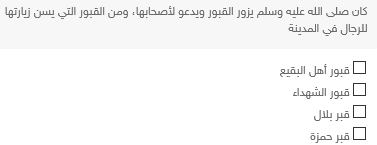 كان صلى الله عليه وسلم يزور القبور ويدعو لأصحابها، ومن القبور التي يسن زيارتها
للرجال في المدينة
قبور أهل البقيع
قبور الشهداء
قبر بلال
قبر حمزة